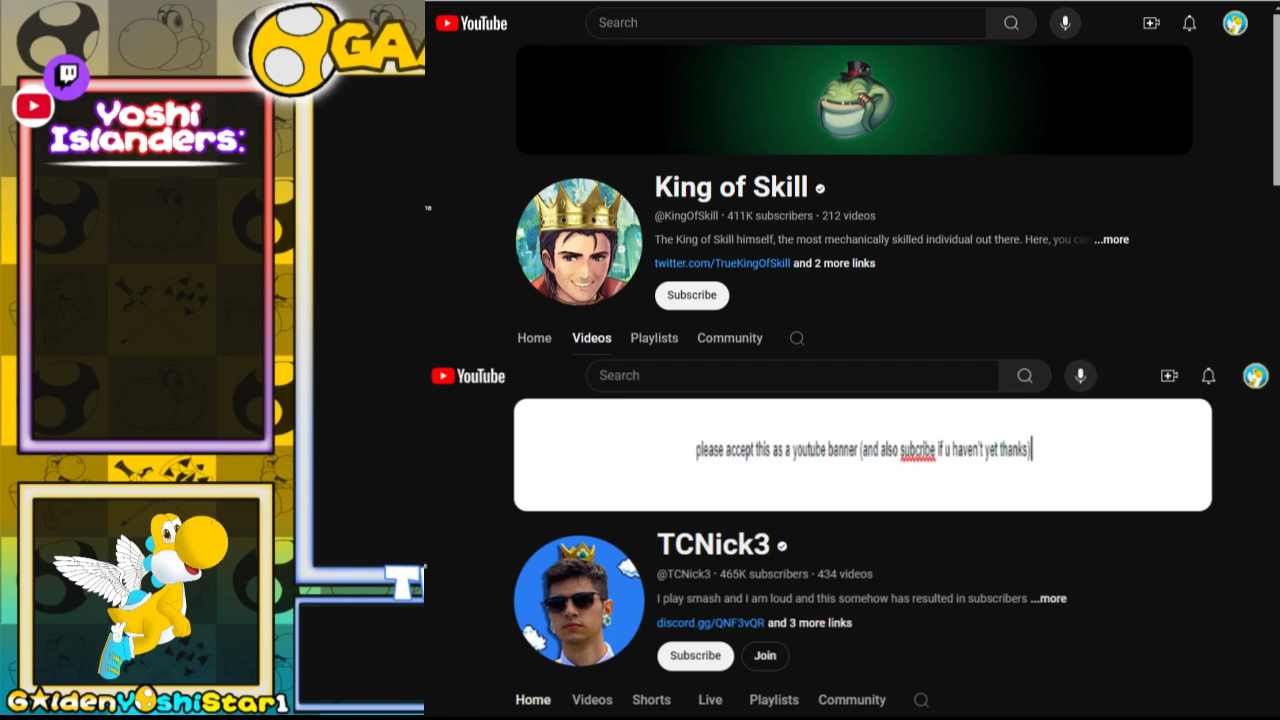 GA
Yoshi
Islanders:
GoldenYoshiStar1
YouTube
Search
King of Skill
@KingOfSkill · 411K subscribers · 212 videos
The King of Skill himself, the most mechanically skilled individual out there. Here, you can ...more
twitter.com/TrueKingOfSkill and 2 more links
Subscribe
Home Videos Playlists Community
YouTube
Search
please accept this as a youtube banner (and also subcribe if u haven't yet thanks)
TCNick3
@TCNick3 · 465K subscribers · 434 videos
I play smash and I am loud and this somehow has resulted in subscribers ...more
discord.gg/QNF3vQR and 3 more links
Subscribe Join
Home Videos Shorts Live Playlists Community